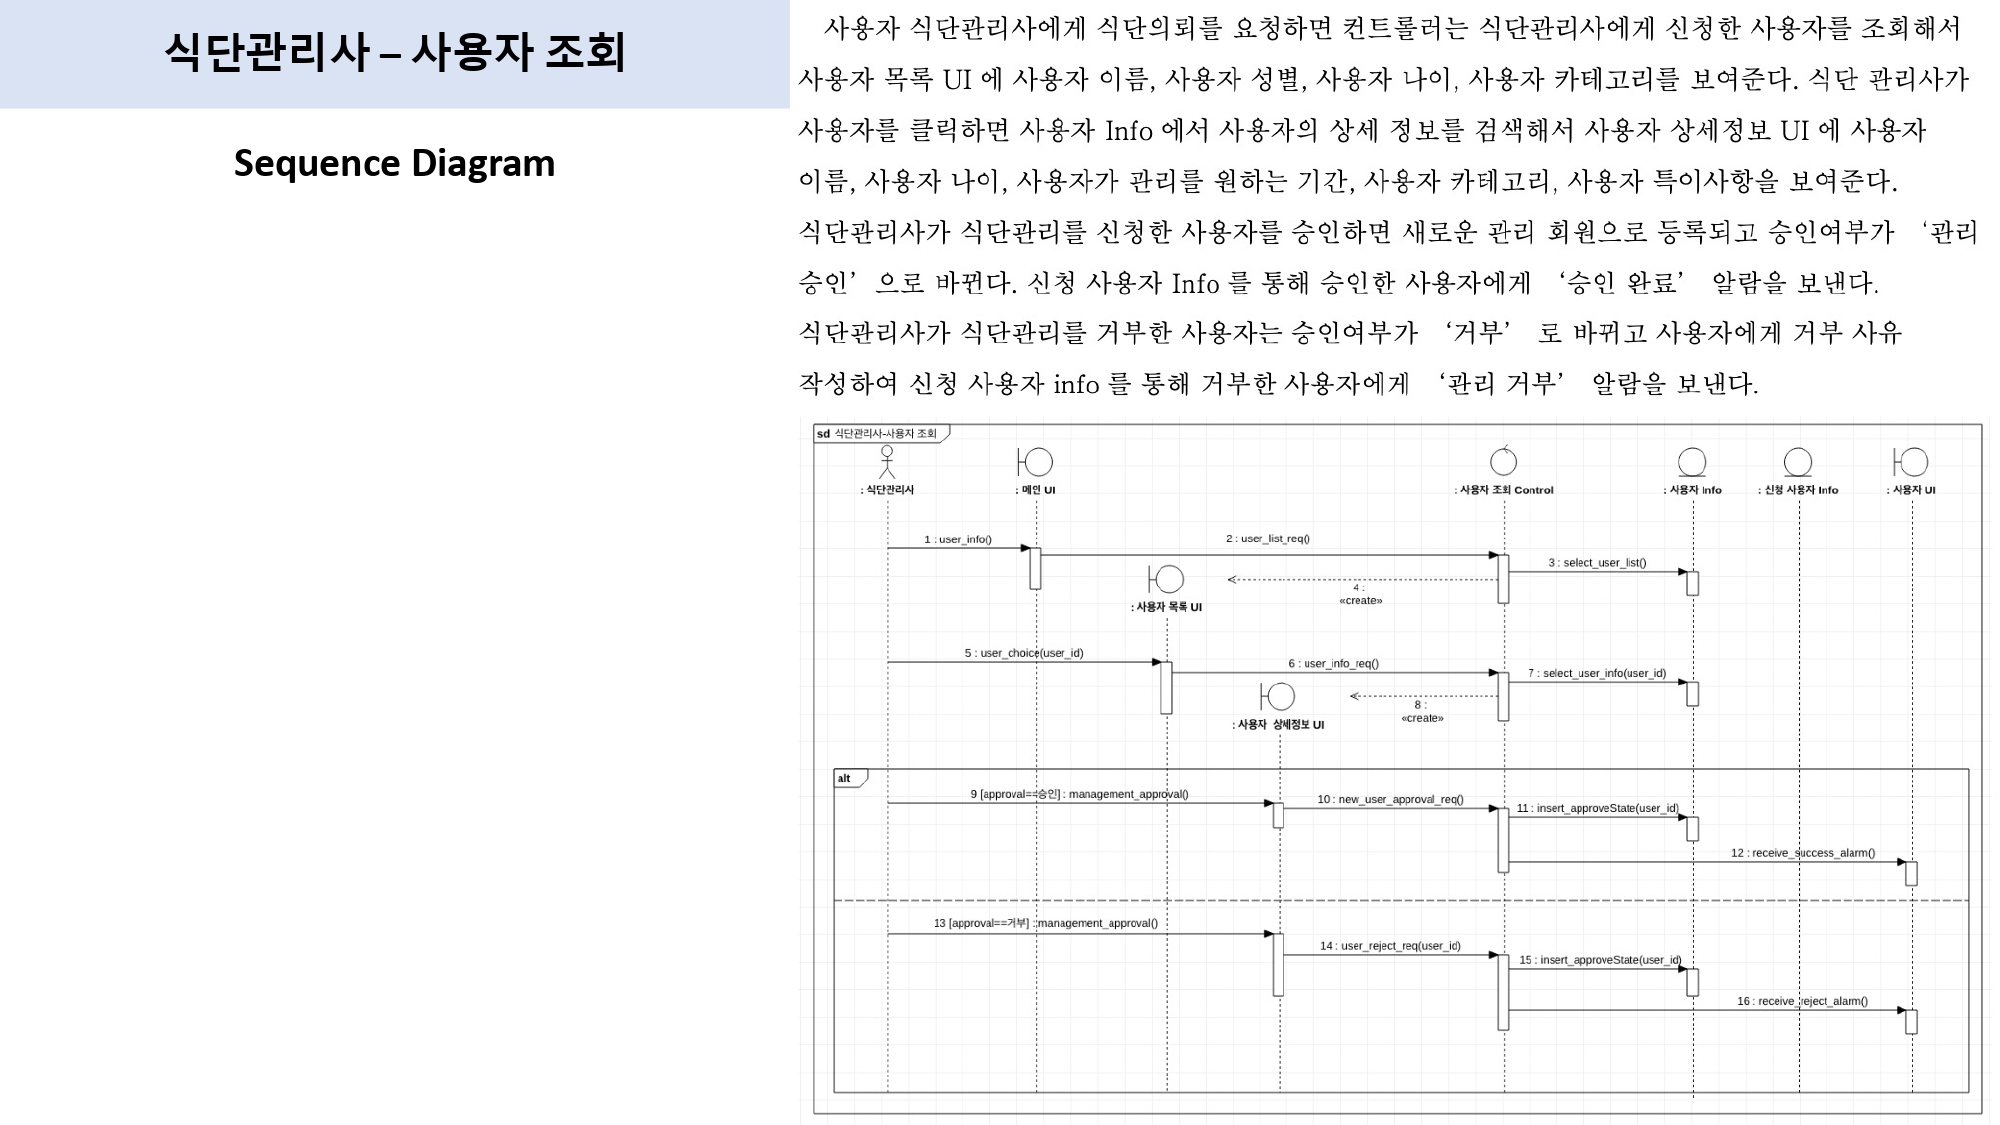 식단관리사 – 사용자 조회
Sequence Diagram
사용자 식단관리사에게 식단의뢰를 요청하면 컨트롤러는 식단관리사에게 신청한 사용자를 조회해서
사용자 목록 UI 에 사용자 이름, 사용자 성별, 사용자 나이, 사용자 카테고리를 보여준다. 식단 관리사가
사용자를 클릭하면 사용자 Info 에서 사용자의 상세 정보를 검색해서 사용자 상세정보 UI 에 사용자
이름, 사용자 나이, 사용자가 관리를 원하는 기간, 사용자 카테고리, 사용자 특이사항을 보여준다.
식단관리사가 식단관리를 신청한 사용자를 승인하면 새로운 관리 회원으로 등록되고 승인여부가 ‘관리
승인’ 으로 바뀐다. 신청 사용자 Info 를 통해 승인한 사용자에게 ‘승인 완료’ 알람을 보낸다.
식단관리사가 식단관리를 거부한 사용자는 승인여부가 ‘거부’ 로 바뀌고 사용자에게 거부 사유
작성하여 신청 사용자 info 를 통해 거부한 사용자에게 ‘관리 거부’ 알람을 보낸다.
sd 식단관리사-사용자 조회
: 식단관리사
: 메인 UI
: 사용자 조회 Control
: 사용자 Info
: 신청 사용자 Info
: 사용자 UI
1 : user_info()
2 : user_list_req()
3 : select_user_list()
4 :
«create»
: 사용자 목록 UI
5 : user_choice(user_id)
6 : user_info_req()
7 : select_user_info(user_id)
8 :
«create»
: 사용자 상세정보 UI
alt
9 [approval==승인] : management_approval()
10 : new_user_approval_req()
11 : insert_approveState(user_id)
12 : receive_success_alarm()
13 [approval==거부] : management_approval()
14 : user_reject_req(user_id)
15 : insert_approveState(user_id)
16 : receive_reject_alarm()